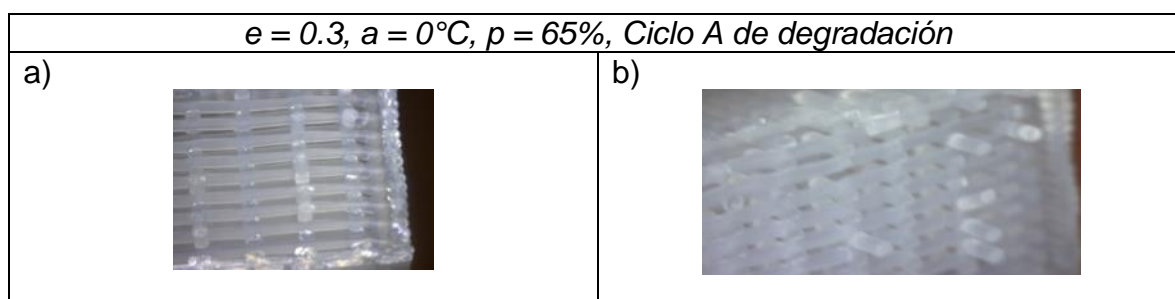 e = 0.3, a = 0°C, p = 65%, Ciclo A de degradación
a)
b)